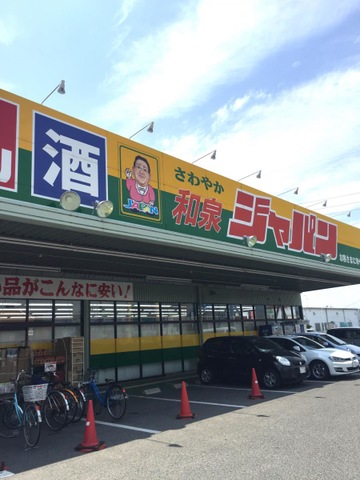 酒
さわやか
和泉
ジャパン
品がこんなに安い!